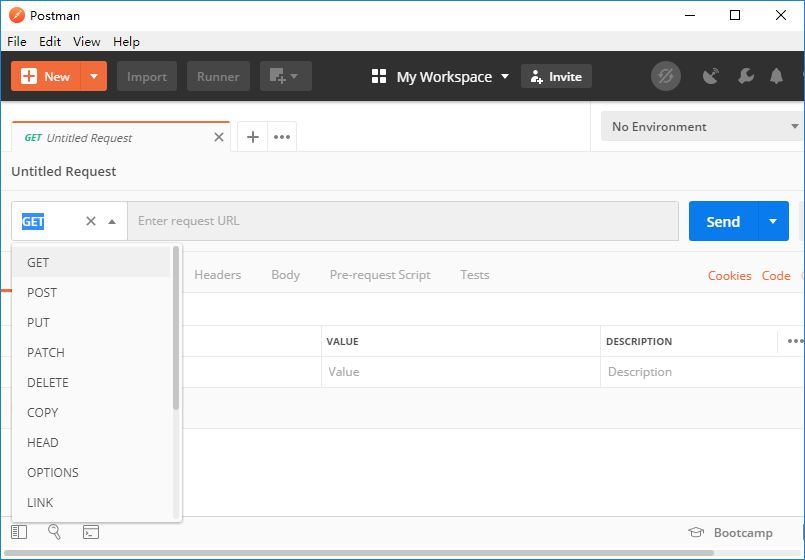 Postman
File Edit View Help
New Import Runner My Workspace Invite
GET Untitled Request No Environment
Untitled Request
GET Enter request URL Send
GET
Headers Body Pre-request Script Tests Cookies Code
POST
PUT
VALUE DESCRIPTION
PATCH
Value Description
DELETE
COPY
HEAD
OPTIONS
LINK
Bootcamp